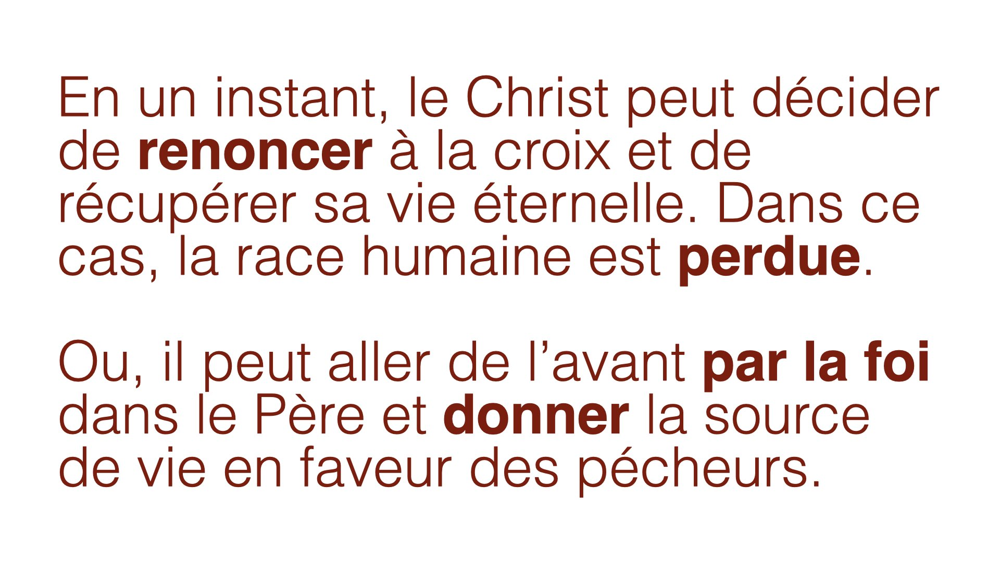 En un instant, le Christ peut décider
de renoncer à la croix et de
récupérer sa vie éternelle. Dans ce
cas, la race humaine est perdue.
Ou, il peut aller de l’avant par la foi
dans le Père et donner la source
de vie en faveur des pécheurs.